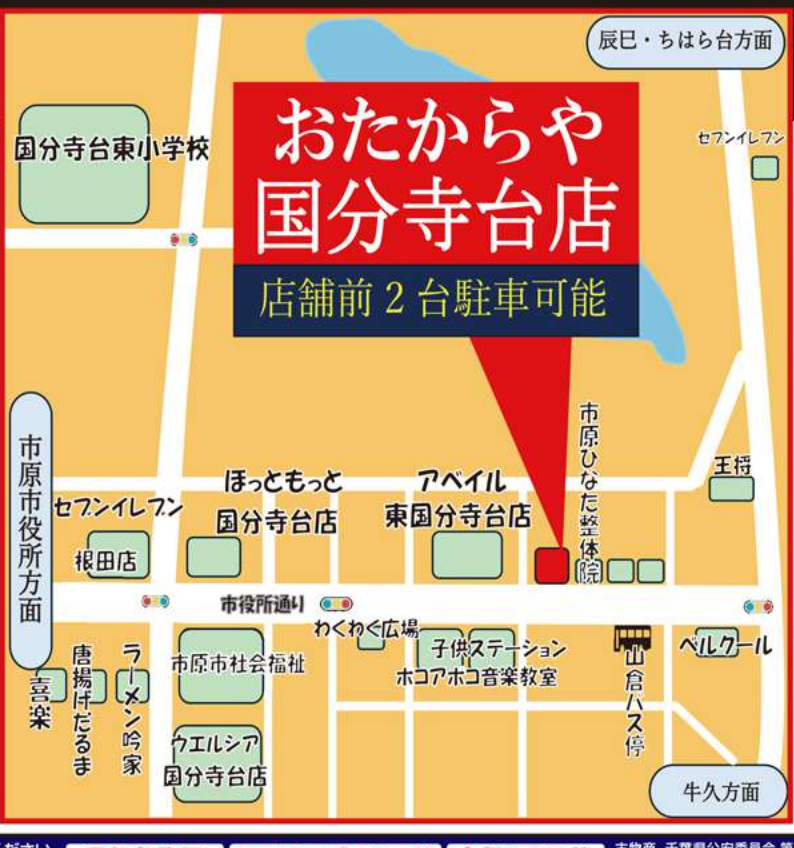 辰巳・ちはら台方面
おたからや
国分寺台店
店舗前2台駐車可能
国分寺台東小学校
セブンイレブン
市原市役所方面
セブンイレブン
根田店
ほっともっと
国分寺台店
アベイル
東国分寺台店
市原ひなた整体院
王将
市役所通り
わくわく広場
喜楽
唐揚げだるま
ラーメン吟家
市原市社会福祉
ウエルシア
国分寺台店
子供ステーション
ホコアホコ音楽教室
山倉バス停
ベルクール
牛久方面